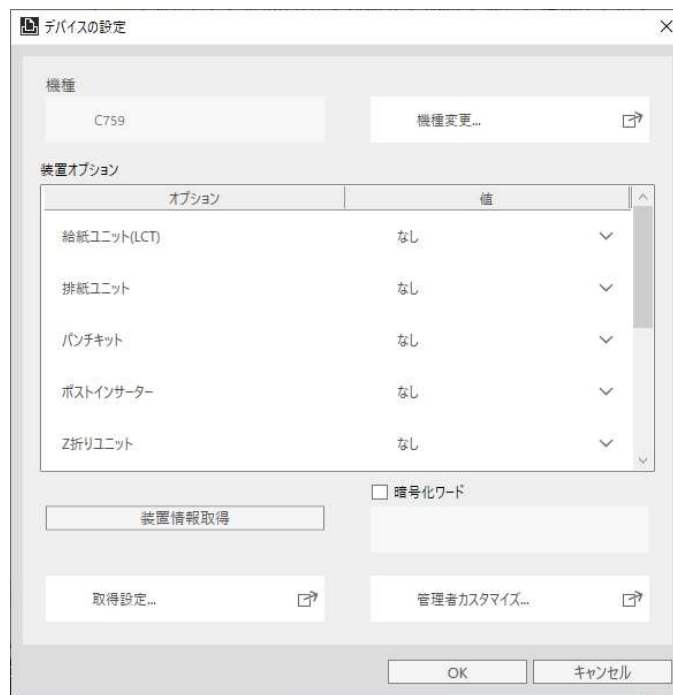 デバイスの設定
機種
C759
機種変更...
装置オプション
オプション 値
給紙ユニット(LCT) なし
排紙ユニット なし
パンチキット なし
ポストインサーター なし
Z折りユニット なし
装置情報取得
暗号化ワード
取得設定...
管理者カスタマイズ...
OK キャンセル